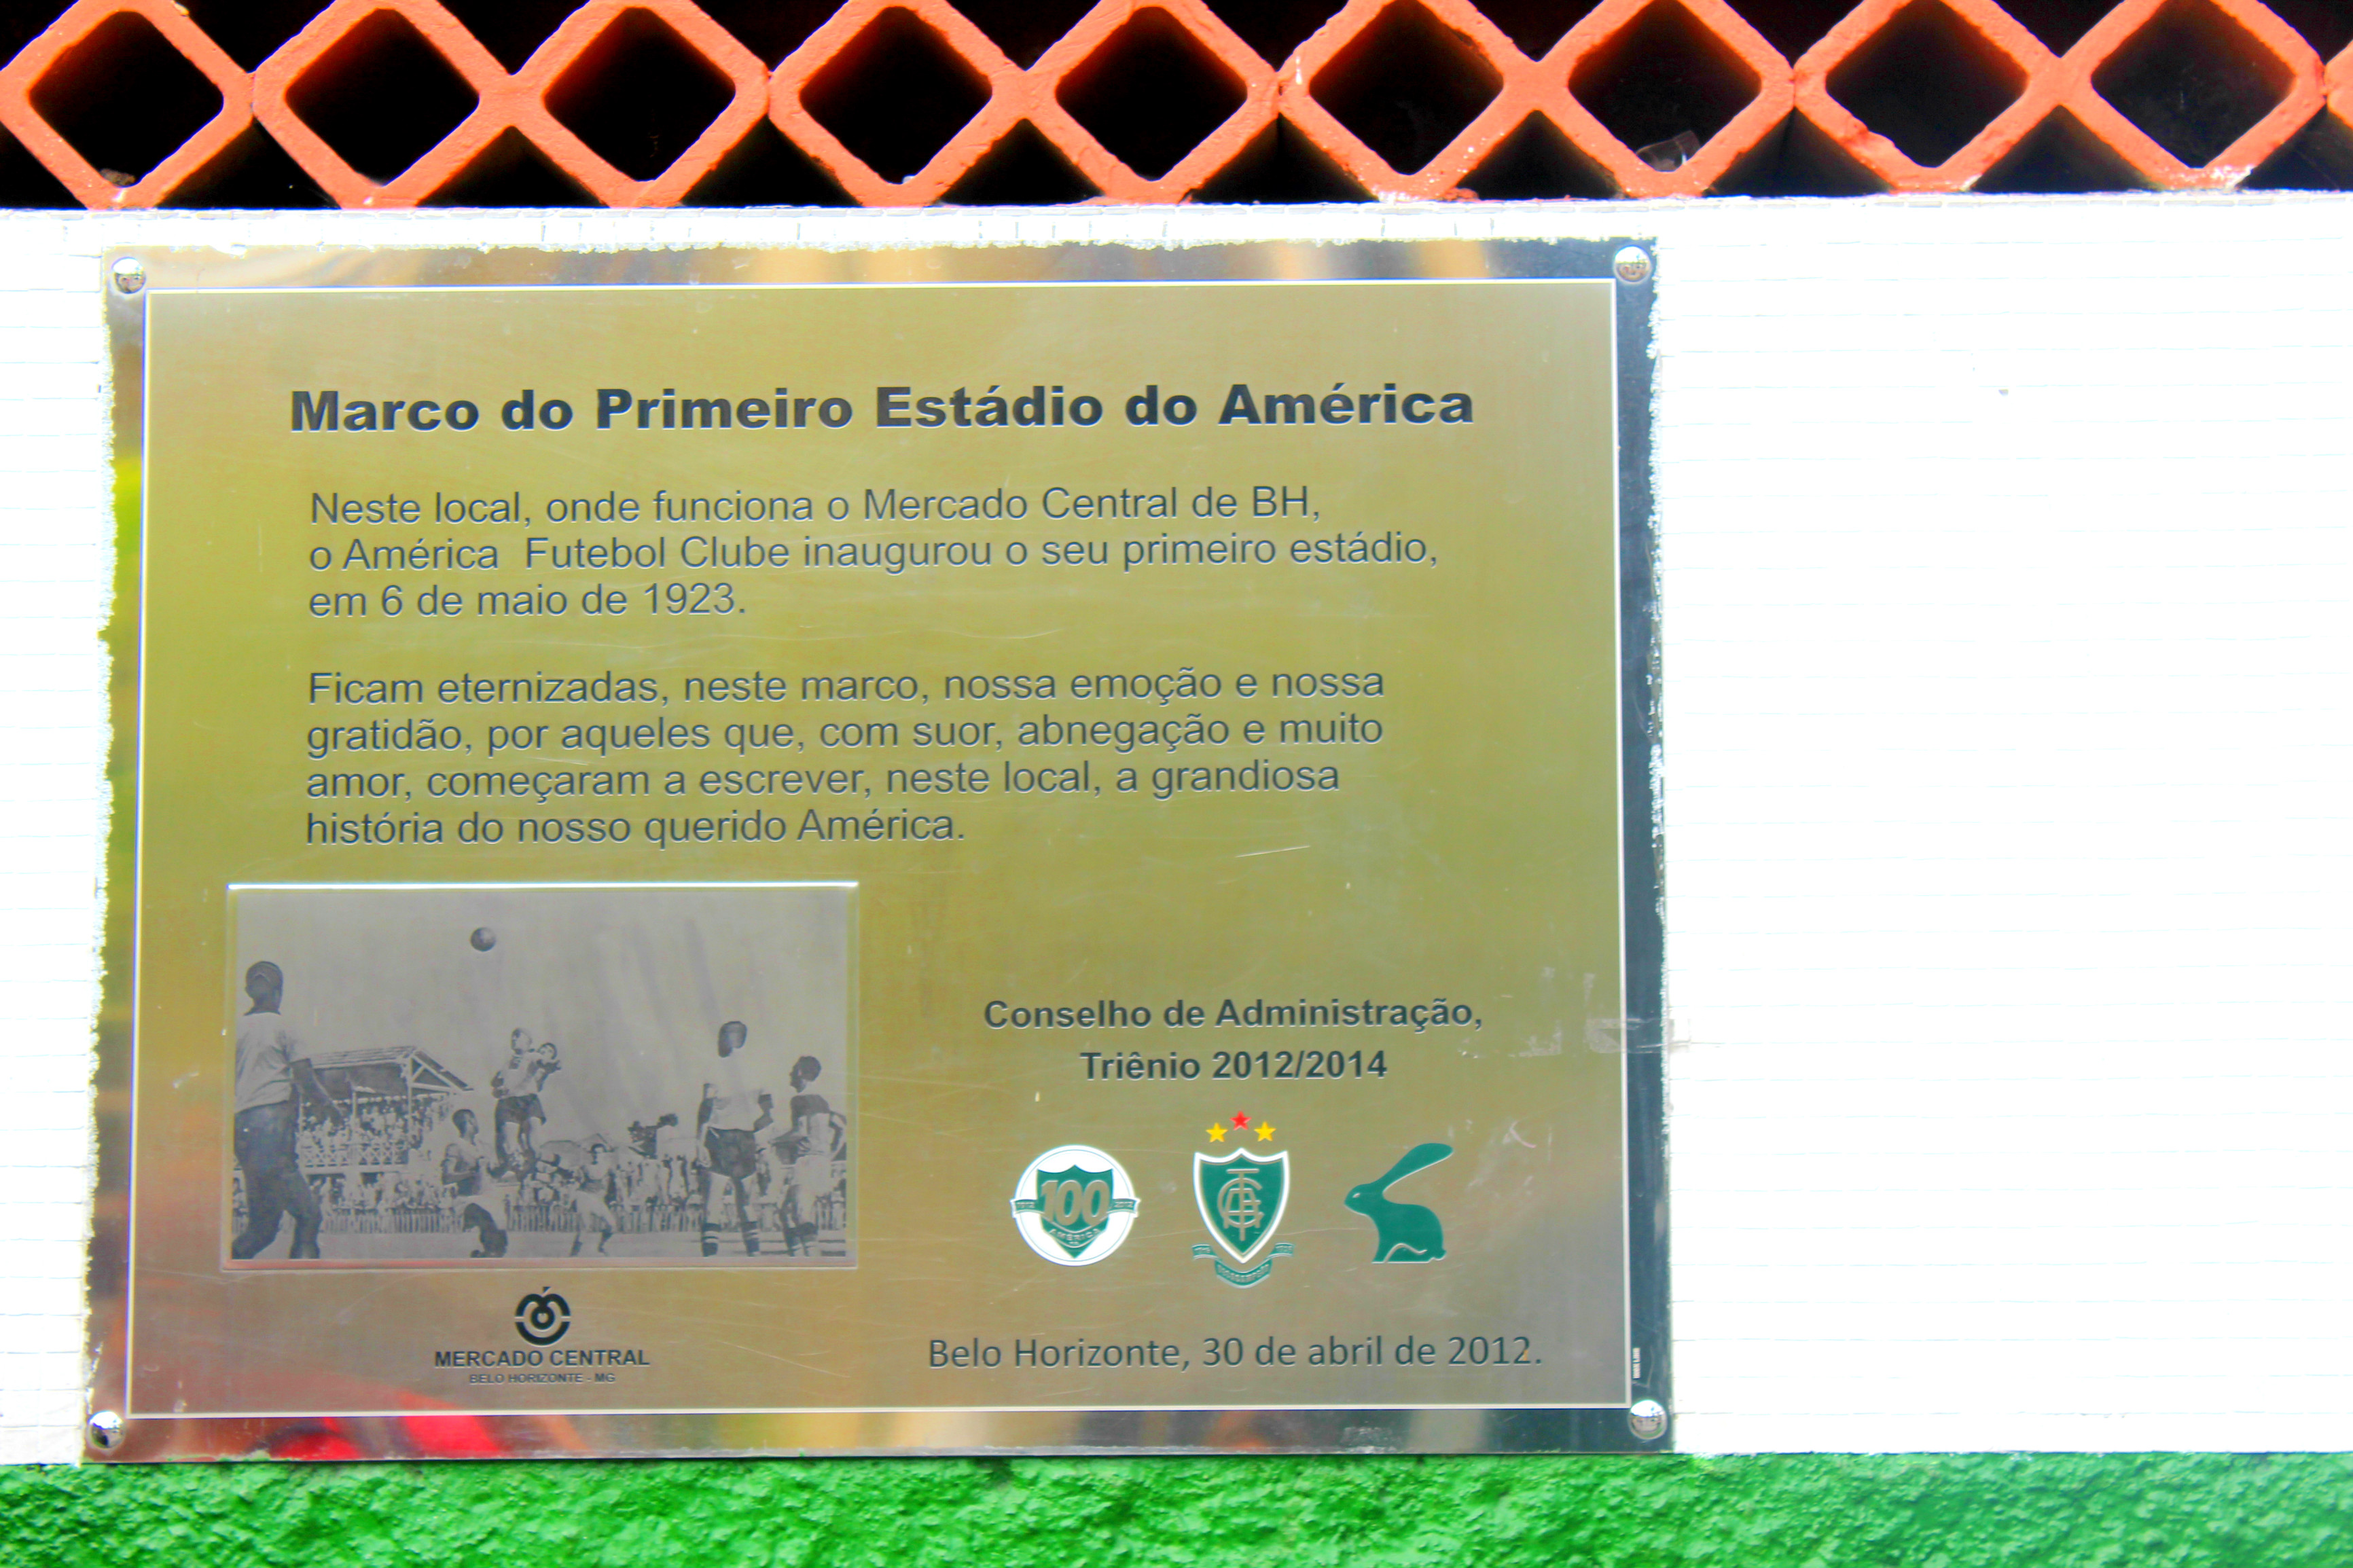 Marco do Primeiro Estádio do América
Neste local, onde funciona o Mercado Central de BH,
o América Futebol Clube inaugurou o seu primeiro estádio,
em 6 de maio de 1923.
Ficam eternizadas, neste marco, nossa emoção e nossa
gratidão, por aqueles que, com suor, abnegação e muito
amor, começaram a escrever, neste local, a grandiosa
história do nosso querido América.
Conselho de Administração,
Triênio 2012/2014
100
AMÉRICA
MERCADO CENTRAL
BELO HORIZONTE - MG
Belo Horizonte, 30 de abril de 2012.